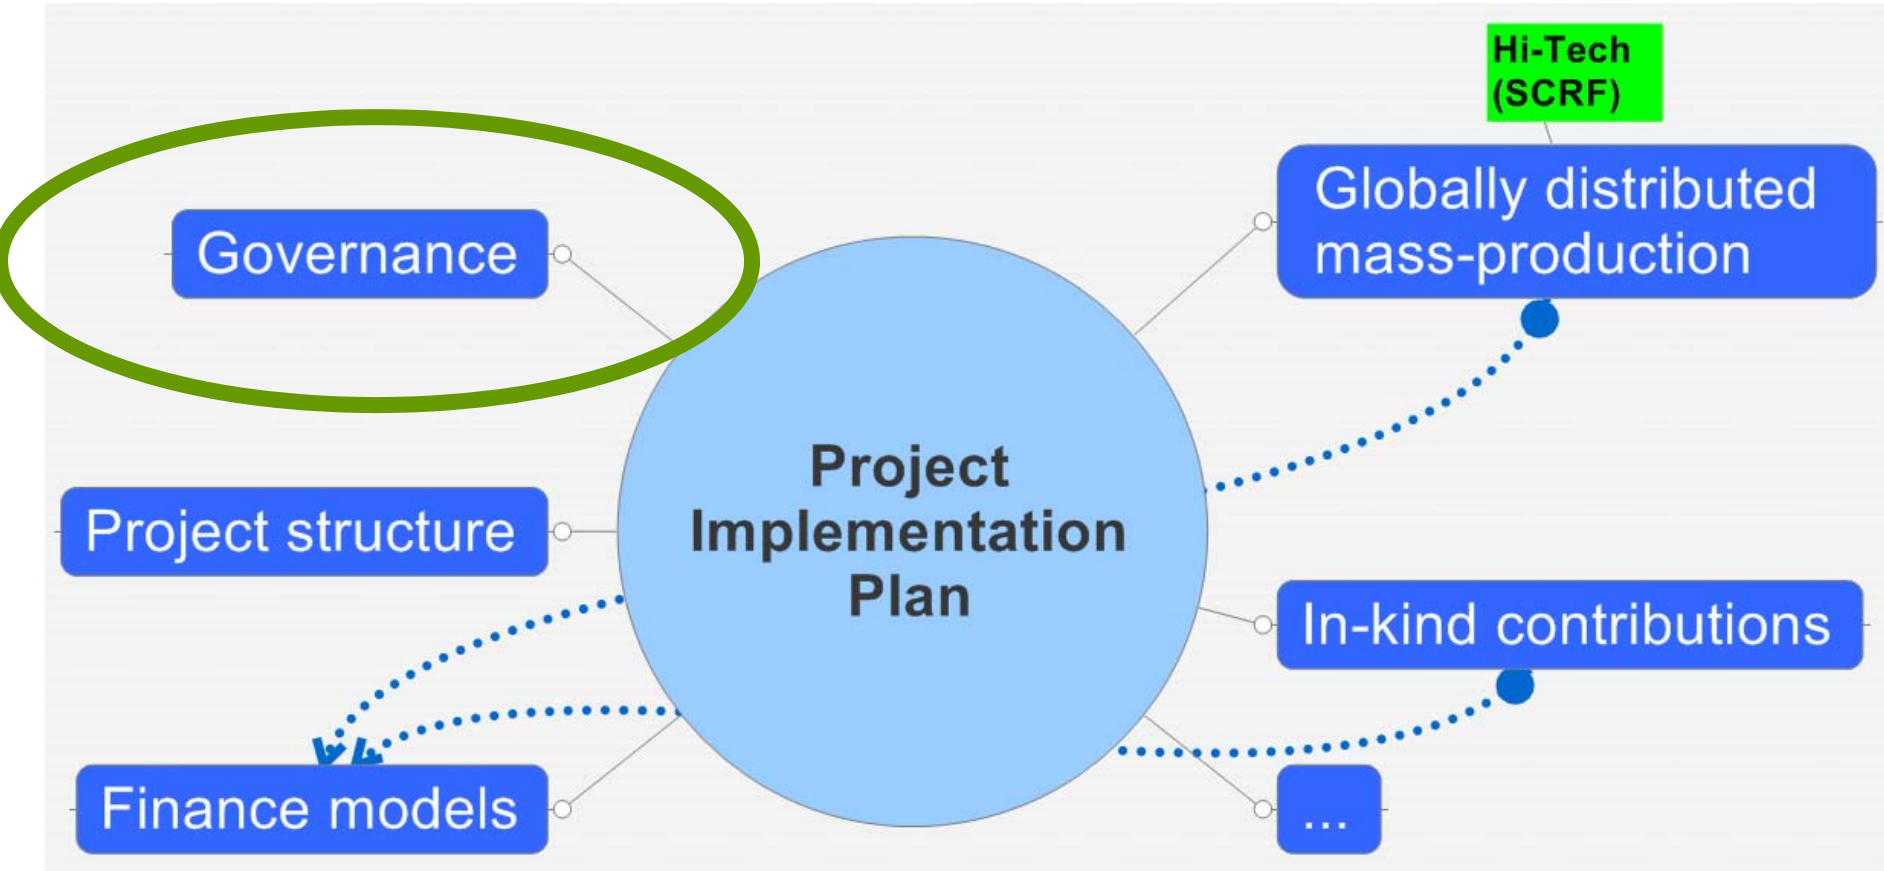 Hi-Tech
(SCRF)
Globally distributed
mass-production
Governance
Project
Implementation
Plan
Project structure
In-kind contributions
Finance models
...